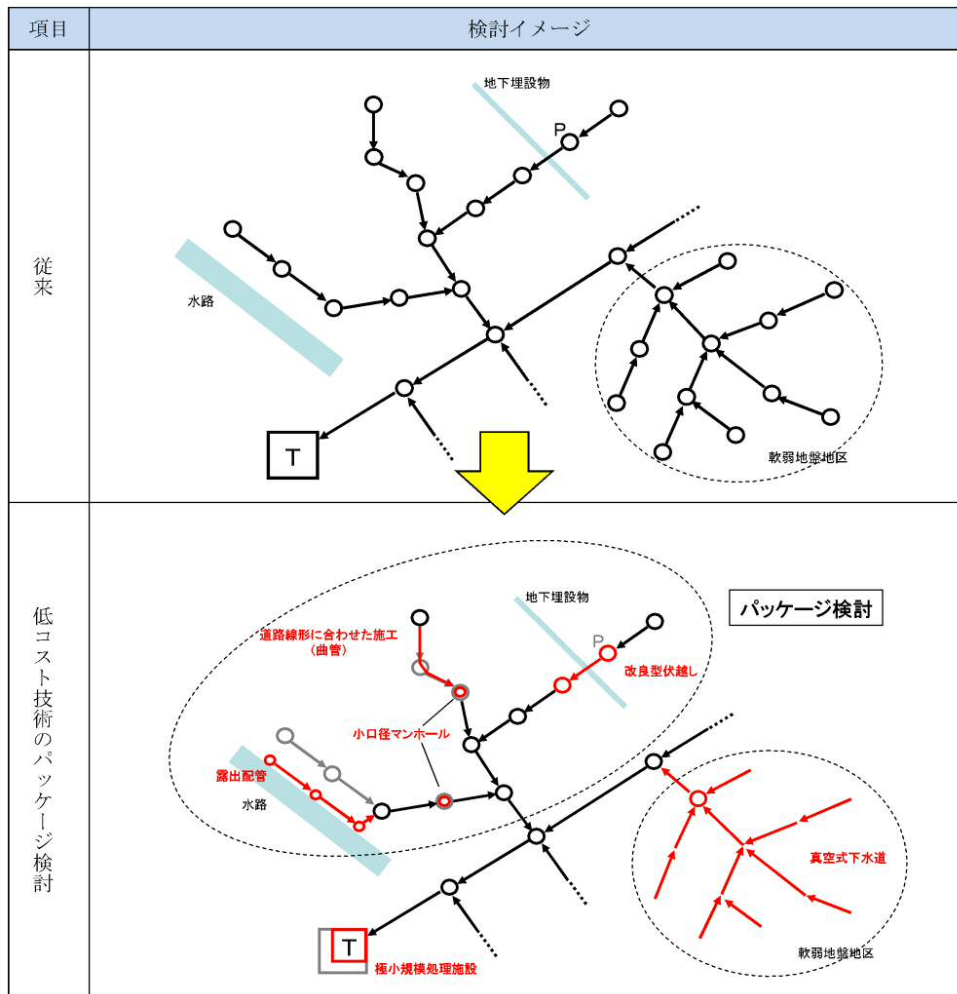 項目
検討イメージ
従来
地下埋設物
P
水路
T
軟弱地盤地区
低コスト技術のパッケージ検討
パッケージ検討
地下埋設物
P
道路線形に合わせた施工
(曲管)
改良型伏越し
小口径マンホール
露出配管
水路
真空式下水道
T
極小規模処理施設
軟弱地盤地区